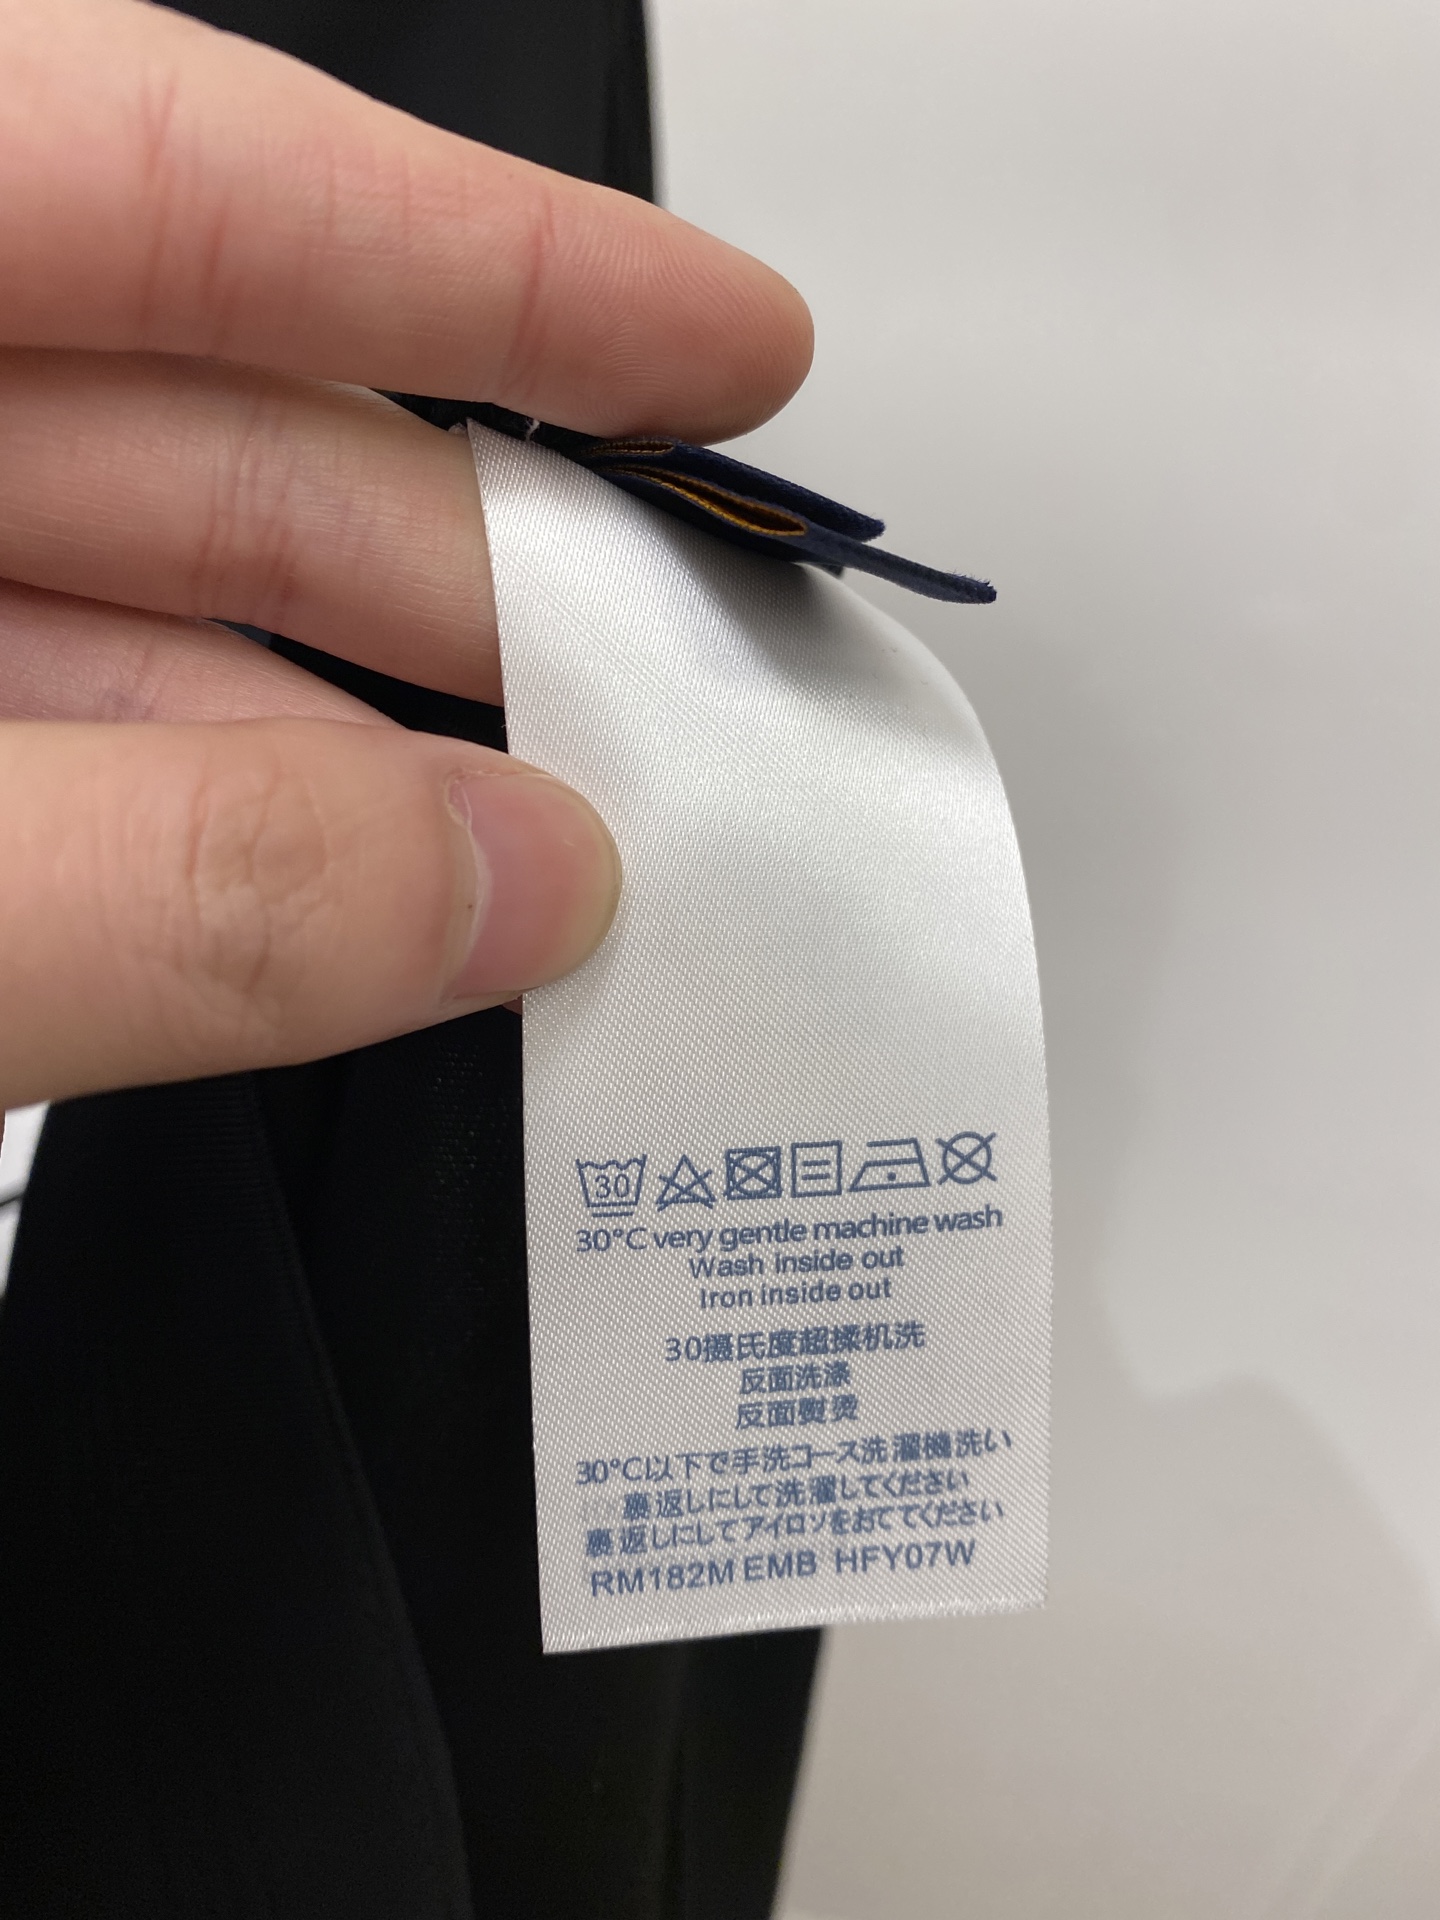 30
30°C very gentle machine wash
Wash inside out
Iron inside out
30摄氏度超揉机洗
反面洗涤
反面熨烫
30°C以下で手洗コース洗濯機洗い
裏返しにして洗濯してください
裏返しにしてアイロソをおててください
RM182M EMB HFY07W